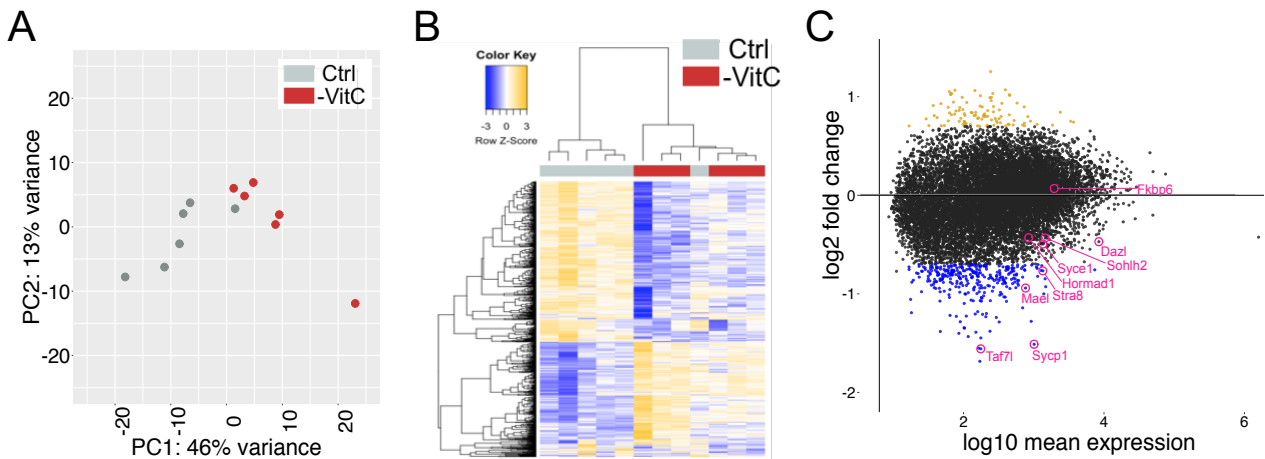 A
20
10
0
-10
-20
PC2: 13% variance
-20
-10
0
10
20
PC1: 46% variance
Ctrl
-VitC
B
Color Key
-3 0 3
Row Z-Score
Ctrl
-VitC
C
1
0
-1
-2
log2 fold change
2
4
6
log10 mean expression
Fkbp6
Dazl
Sohlh2
Syce1
Hormad1
Stra8
Mael
Taf7l
Sycp1